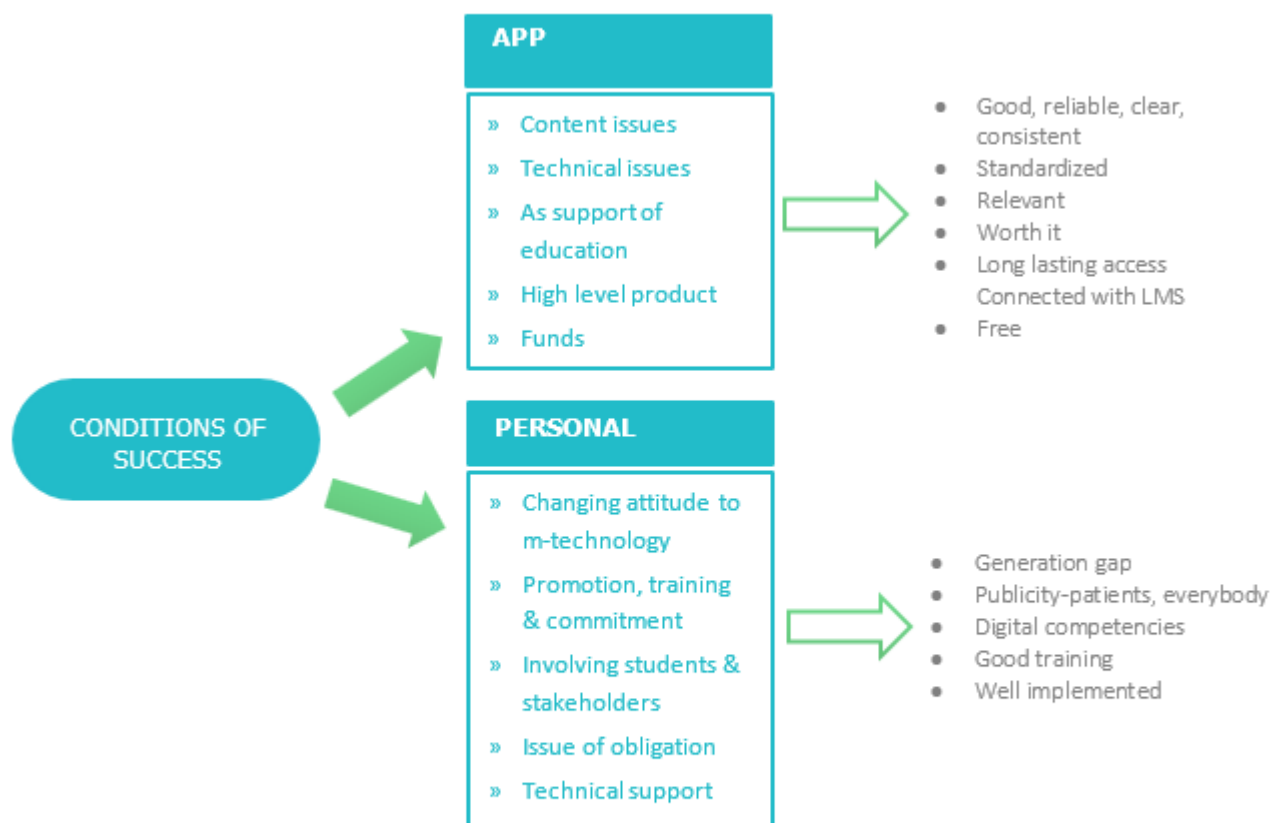 CONDITIONS OF
SUCCESS
APP
» Content issues
» Technical issues
» As support of
education
» High level product
» Funds
● Good, reliable, clear,
consistent
● Standardized
● Relevant
● Worth it
● Long lasting access
Connected with LMS
● Free
PERSONAL
» Changing attitude to
m-technology
» Promotion, training
& commitment
» Involving students &
stakeholders
» Issue of obligation
» Technical support
● Generation gap
● Publicity-patients, everybody
● Digital competencies
● Good training
● Well implemented